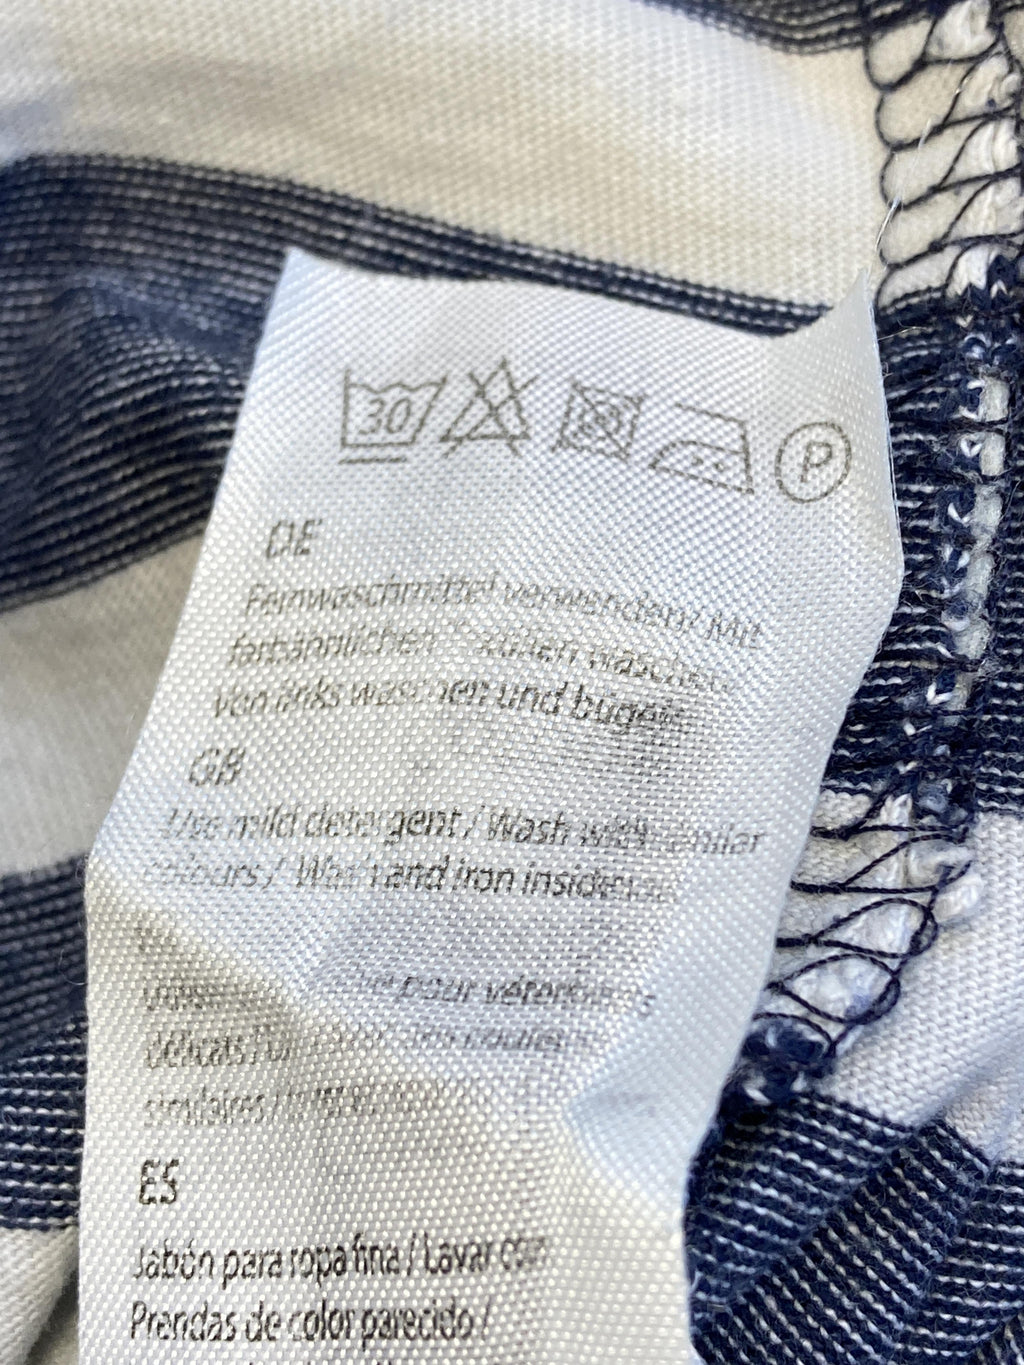 30
P
DE
Feinwaschmittel verwenden/ Mit
farbähnlichen waschen
von links waschen und bügeln
GB
Use mild detergent / Wash with similar
colours / Wash and iron inside
pour vêtements
délicats /
similaires /
ES
Jabón para ropa fina / Lavar con
Prendas de color parecido /